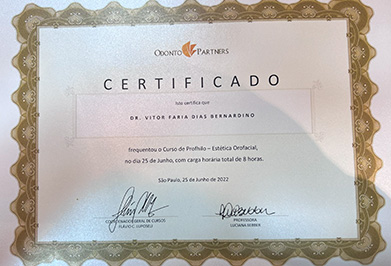 ODONTO PARTNERS
CERTIFICADO
Isto certifica que
DR. VITOR FARIA DIAS BERNARDINO
frequentou o Curso de Profhilo – Estética Orofacial,
no dia 25 de Junho, com carga horária total de 8 horas.
São Paulo, 25 de Junho de 2022
COORDENADOR GERAL DE CURSOS
PROFESSORA
FLÁVIO C.
LUCIANA